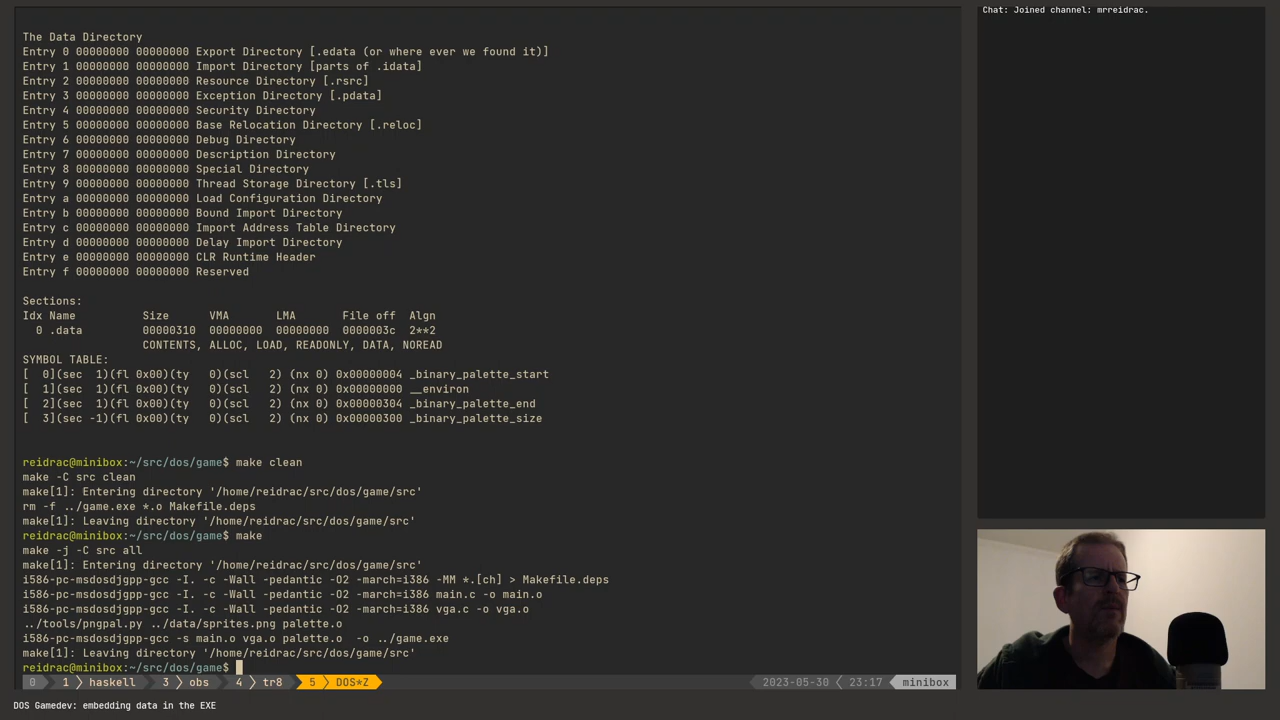 The Data Directory
Entry 0 00000000 00000000 Export Directory [.edata (or where ever we found it)]
Entry 1 00000000 00000000 Import Directory [parts of .idata]
Entry 2 00000000 00000000 Resource Directory [.rsrc]
Entry 3 00000000 00000000 Exception Directory [.pdata]
Entry 4 00000000 00000000 Security Directory
Entry 5 00000000 00000000 Base Relocation Directory [.reloc]
Entry 6 00000000 00000000 Debug Directory
Entry 7 00000000 00000000 Description Directory
Entry 8 00000000 00000000 Special Directory
Entry 9 00000000 00000000 Thread Storage Directory [.tls]
Entry a 00000000 00000000 Load Configuration Directory
Entry b 00000000 00000000 Bound Import Directory
Entry c 00000000 00000000 Import Address Table Directory
Entry d 00000000 00000000 Delay Import Directory
Entry e 00000000 00000000 CLR Runtime Header
Entry f 00000000 00000000 Reserved
Sections:
Idx Name          Size      VMA       LMA       File off  Algn
  0 .data         00000310  00000000  00000000  0000003c  2**2
                  CONTENTS, ALLOC, LOAD, READONLY, DATA, NOREAD
SYMBOL TABLE:
[  0](sec  1)(fl 0x00)(ty   0)(scl   2) (nx 0) 0x00000004 _binary_palette_start
[  1](sec  1)(fl 0x00)(ty   0)(scl   2) (nx 0) 0x00000000 __environ
[  2](sec  1)(fl 0x00)(ty   0)(scl   2) (nx 0) 0x00000304 _binary_palette_end
[  3](sec -1)(fl 0x00)(ty   0)(scl   2) (nx 0) 0x00000300 _binary_palette_size
reidrac@minibox:~/src/dos/game$ make clean
make -C src clean
make[1]: Entering directory '/home/reidrac/src/dos/game/src'
rm -f ../game.exe *.o Makefile.deps
make[1]: Leaving directory '/home/reidrac/src/dos/game/src'
reidrac@minibox:~/src/dos/game$ make
make -j -C src all
make[1]: Entering directory '/home/reidrac/src/dos/game/src'
i586-pc-msdosdjgpp-gcc -I. -c -Wall -pedantic -O2 -march=i386 -MM *.[ch] > Makefile.deps
i586-pc-msdosdjgpp-gcc -I. -c -Wall -pedantic -O2 -march=i386 main.c -o main.o
i586-pc-msdosdjgpp-gcc -I. -c -Wall -pedantic -O2 -march=i386 vga.c -o vga.o
../tools/pngpal.py ../data/sprites.png palette.o
i586-pc-msdosdjgpp-gcc -s main.o vga.o palette.o  -o ../game.exe
make[1]: Leaving directory '/home/reidrac/src/dos/game/src'
reidrac@minibox:~/src/dos/game$
0 1 haskell 3 obs 4 tr8 5 DOS*Z 2023-05-30 23:17 minibox
DOS Gamedev: embedding data in the EXE
Chat: Joined channel: mrreidrac.